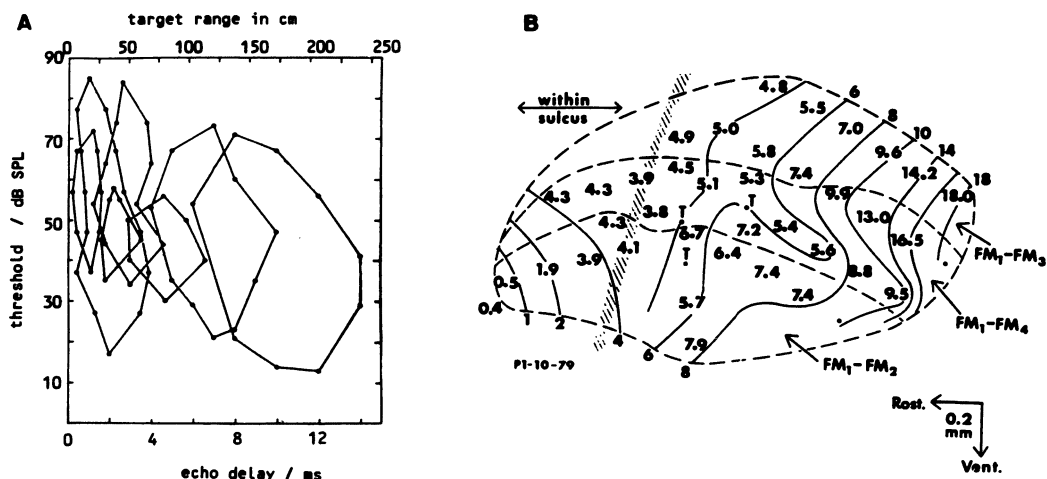 A
target range in cm
0 50 100 150 200 250
90
70
50
30
10
threshold / dB SPL
0 4 8 12
echo delay / ms
B
within
sulcus
4.8
6
5.5
8
4.9
5.0
7.0
10
9.6
14
4.5
5.8
14.2
18
4.3
4.3
3.9
5.1
5.3
7.4
9.9
18.0
4.3
3.8
T
T
13.0
6.7
7.2
5.4
16.5
FM₁–FM₃
4.1
T
6.4
5.6
3.9
1.9
7.4
8.8
0.5
5.7
7.4
9.5
FM₁–FM₄
0.4
1
2
4
6
7.9
8
FM₁–FM₂
P1-10-79
Rost.
0.2
mm
Vent.